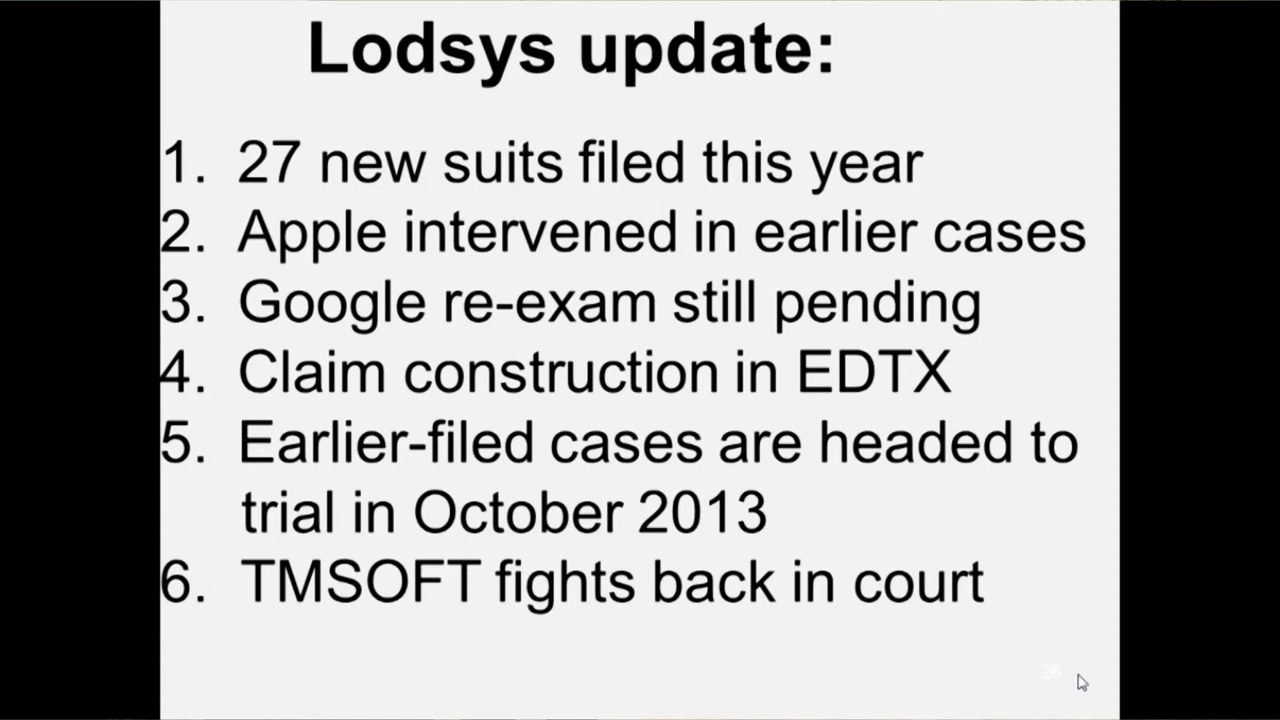 Lodsys update:
1. 27 new suits filed this year
2. Apple intervened in earlier cases
3. Google re-exam still pending
4. Claim construction in EDTX
5. Earlier-filed cases are headed to
trial in October 2013
6. TMSOFT fights back in court